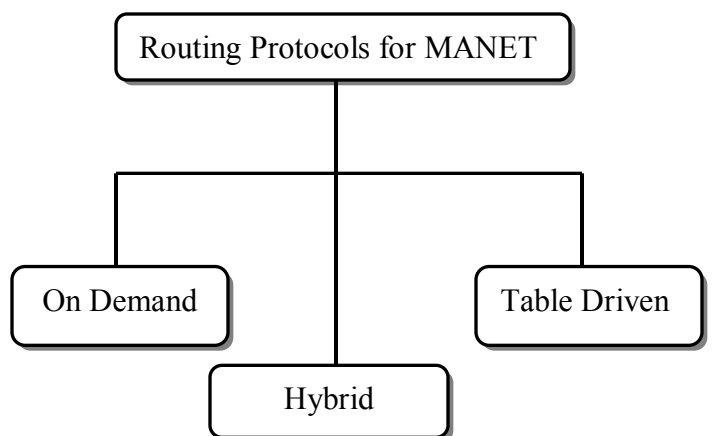 Routing Protocols for MANET
On Demand
Table Driven
Hybrid